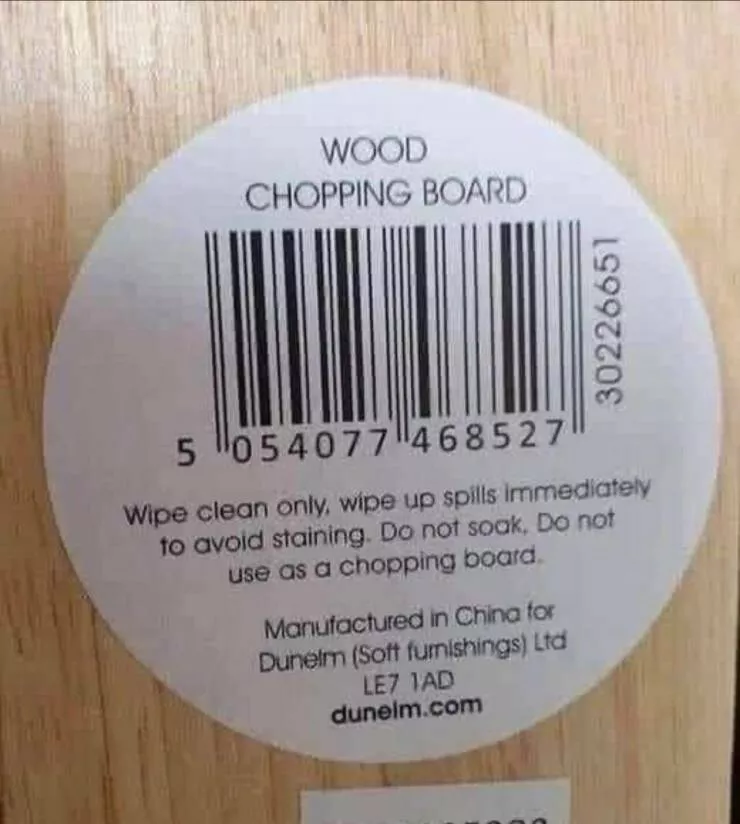 WOOD
CHOPPING BOARD
30226651
5 054077 468527
Wipe clean only, wipe up spills immediately
to avoid staining. Do not soak, Do not
use as a chopping board.
Manufactured in China for
Dunelm (Soft furnishings) Ltd
LE7 1AD
dunelm.com